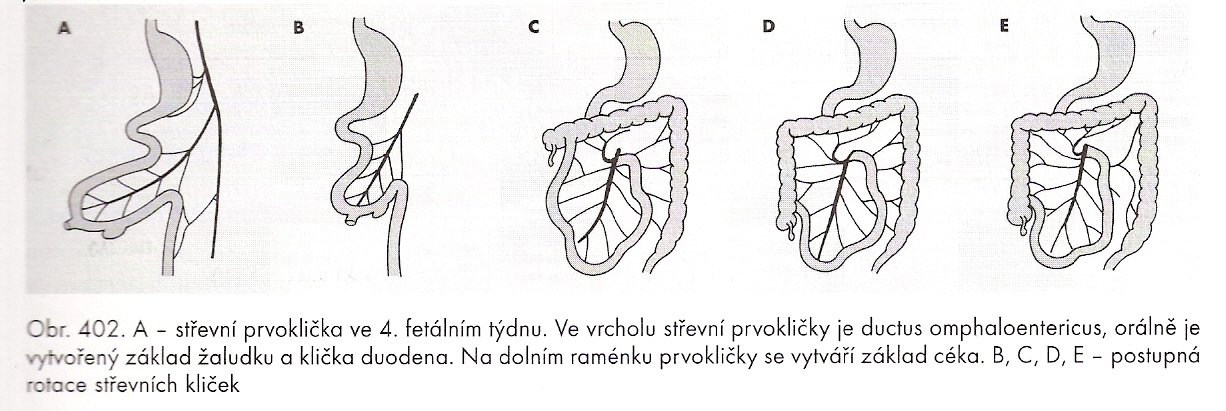 A B C D E
Obr. 402. A – střevní prvoklička ve 4. fetálním týdnu. Ve vrcholu střevní prvokličky je ductus omphaloentericus, orálně je
vytvořený základ žaludku a klička duodena. Na dolním raménku prvokličky se vytváří základ céka. B, C, D, E – postupná
rotace střevních kliček